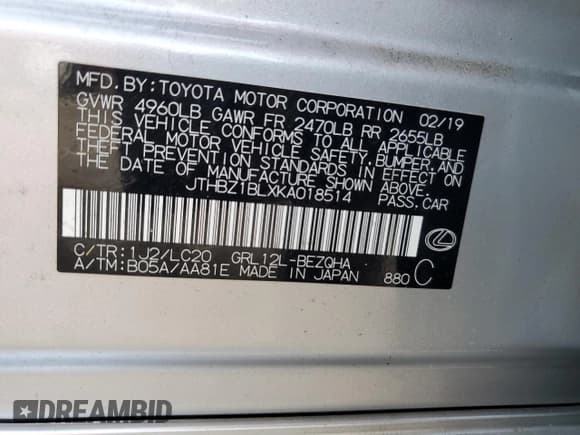 MFD. BY: TOYOTA MOTOR CORPORATION 02/19
GVWR 4960LB GAWR FR 2470LB RR 2655LB
THIS VEHICLE CONFORMS TO ALL APPLICABLE
FEDERAL MOTOR VEHICLE SAFETY, BUMPER, AND
THEFT PREVENTION STANDARDS IN EFFECT ON
THE DATE OF MANUFACTURE SHOWN ABOVE.
JTHBZ1BLXKA018514 PASS. CAR
C/TR: 1J2/LC20 GRL12L-BEZQHA
A/TM: B05A/AA81E MADE IN JAPAN 880 C
DREAMBID